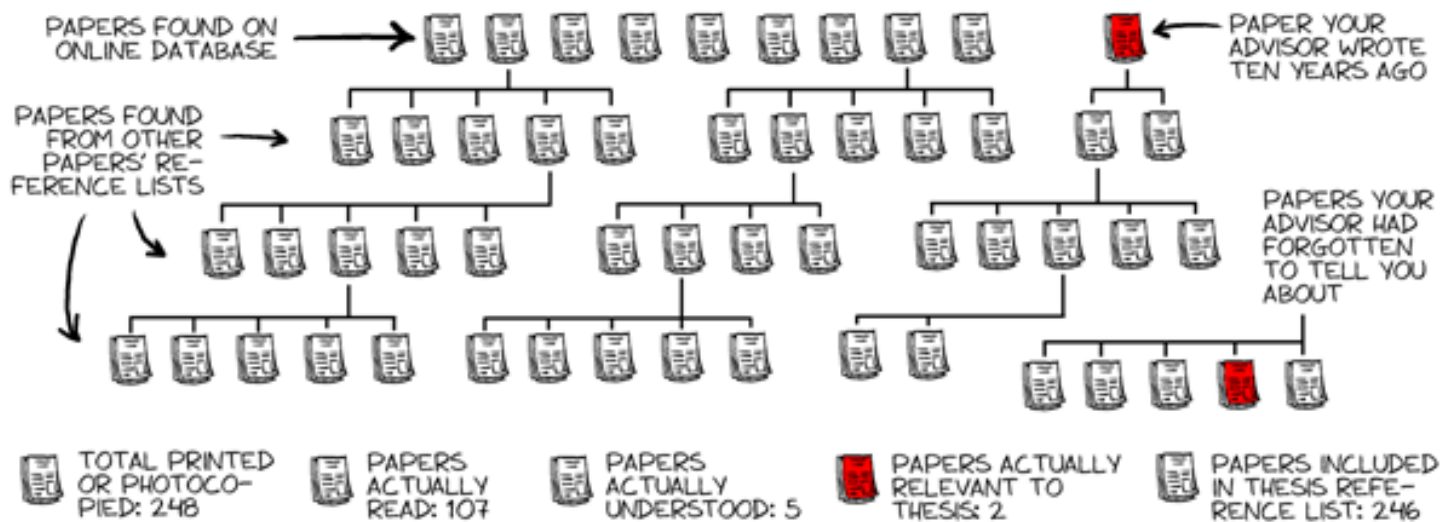 PAPERS FOUND ON
ONLINE DATABASE
PAPER YOUR
ADVISOR WROTE
TEN YEARS AGO
PAPERS FOUND
FROM OTHER
PAPERS' RE-
FERENCE LISTS
PAPERS YOUR
ADVISOR HAD
FORGOTTEN
TO TELL YOU
ABOUT
TOTAL PRINTED
OR PHOTOCO-
PIED: 248
PAPERS
ACTUALLY
READ: 107
PAPERS
ACTUALLY
UNDERSTOOD: 5
PAPERS ACTUALLY
RELEVANT TO
THESIS: 2
PAPERS INCLUDED
IN THESIS REFE-
RENCE LIST: 246